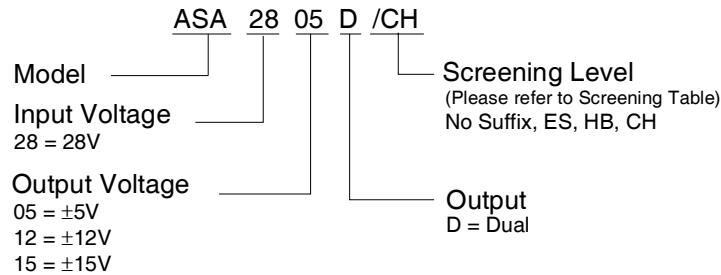 ASA 28 05 D /CH
Model
Input Voltage
28 = 28V
Output Voltage
05 = ±5V
12 = ±12V
15 = ±15V
Screening Level
(Please refer to Screening Table)
No Suffix, ES, HB, CH
Output
D = Dual